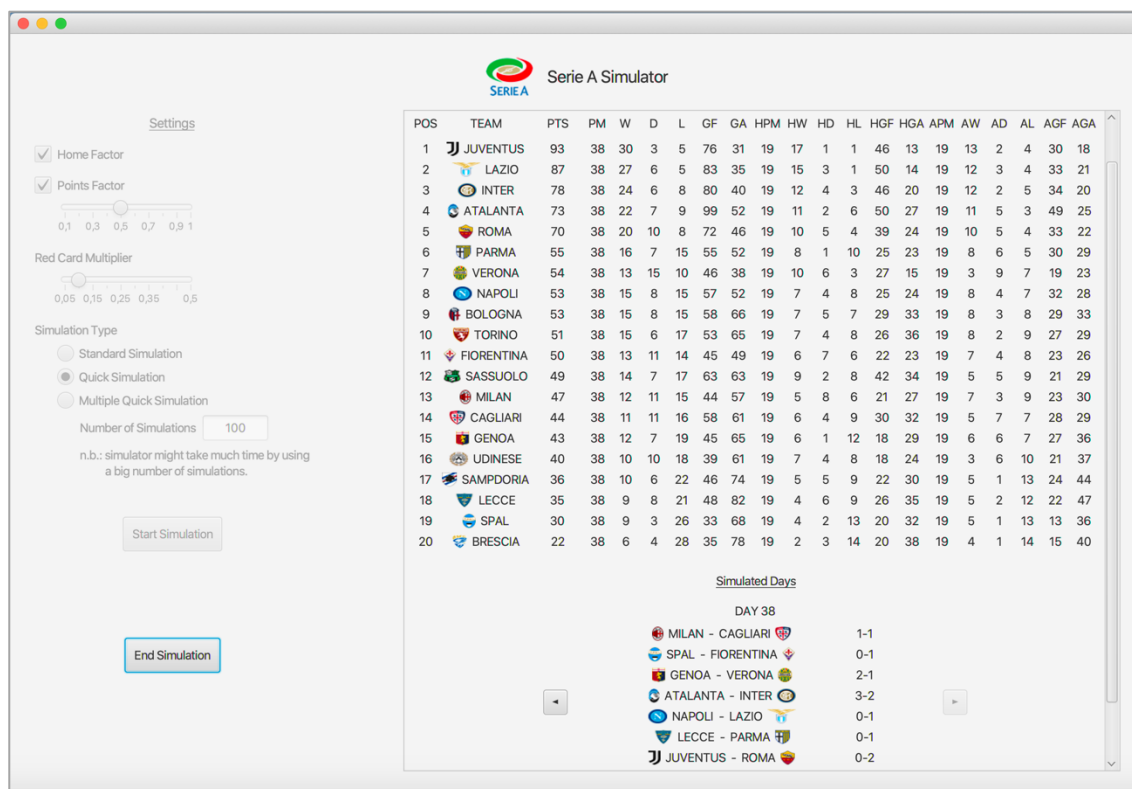 SERIE A
Serie A Simulator
Settings
Home Factor
Points Factor
0,1 0,3 0,5 0,7 0,9 1
Red Card Multiplier
0,05 0,15 0,25 0,35 0,5
Simulation Type
Standard Simulation
Quick Simulation
Multiple Quick Simulation
Number of Simulations 100
n.b.: simulator might take much time by using
a big number of simulations.
Start Simulation
End Simulation
POS TEAM PTS PM W D L GF GA HPM HW HD HL HGF HGA APM AW AD AL AGF AGA
1 JUVENTUS 93 38 30 3 5 76 31 19 17 1 1 46 13 19 13 2 4 30 18
2 LAZIO 87 38 27 6 5 83 35 19 15 3 1 50 14 19 12 3 4 33 21
3 INTER 78 38 24 6 8 80 40 19 12 4 3 46 20 19 12 2 5 34 20
4 ATALANTA 73 38 22 7 9 99 52 19 11 2 6 50 27 19 11 5 3 49 25
5 ROMA 70 38 20 10 8 72 46 19 10 5 4 39 24 19 10 5 4 33 22
6 PARMA 55 38 16 7 15 55 52 19 8 1 10 25 23 19 8 6 5 30 29
7 VERONA 54 38 13 15 10 46 38 19 10 6 3 27 15 19 3 9 7 19 23
8 NAPOLI 53 38 15 8 15 57 52 19 7 4 8 25 24 19 8 4 7 32 28
9 BOLOGNA 53 38 15 8 15 58 66 19 7 5 7 29 33 19 8 3 8 29 33
10 TORINO 51 38 15 6 17 53 65 19 7 4 8 26 36 19 8 2 9 27 29
11 FIORENTINA 50 38 13 11 14 45 49 19 6 7 6 22 23 19 7 4 8 23 26
12 SASSUOLO 49 38 14 7 17 63 63 19 9 2 8 42 34 19 5 5 9 21 29
13 MILAN 47 38 12 11 15 44 57 19 5 8 6 21 27 19 7 3 9 23 30
14 CAGLIARI 44 38 11 11 16 58 61 19 6 4 9 30 32 19 5 7 7 28 29
15 GENOA 43 38 12 7 19 45 65 19 6 1 12 18 29 19 6 6 7 27 36
16 UDINESE 40 38 10 10 18 39 61 19 7 4 8 18 24 19 3 6 10 21 37
17 SAMPDORIA 36 38 10 6 22 46 74 19 5 5 9 22 30 19 5 1 13 24 44
18 LECCE 35 38 9 8 21 48 82 19 4 6 9 26 35 19 5 2 12 22 47
19 SPAL 30 38 9 3 26 33 68 19 4 2 13 20 32 19 5 1 13 13 36
20 BRESCIA 22 38 6 4 28 35 78 19 2 3 14 20 38 19 4 1 14 15 40
Simulated Days
DAY 38
MILAN - CAGLIARI 1-1
SPAL - FIORENTINA 0-1
GENOA - VERONA 2-1
ATALANTA - INTER 3-2
NAPOLI - LAZIO 0-1
LECCE - PARMA 0-1
JUVENTUS - ROMA 0-2